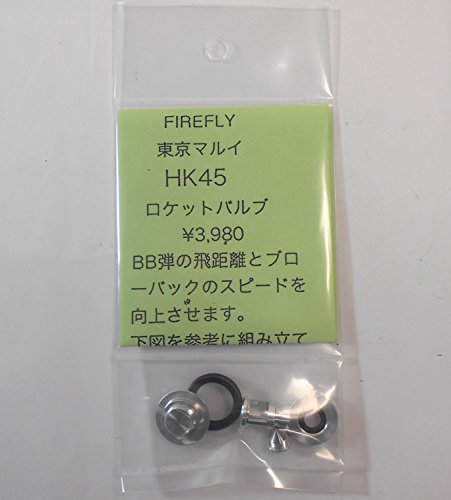 FIREFLY
東京マルイ
HK45
ロケットバルブ
¥3,980
BB弾の飛距離とブロ
ーバックのスピードを
向上させます。
下図を参考に組み立て